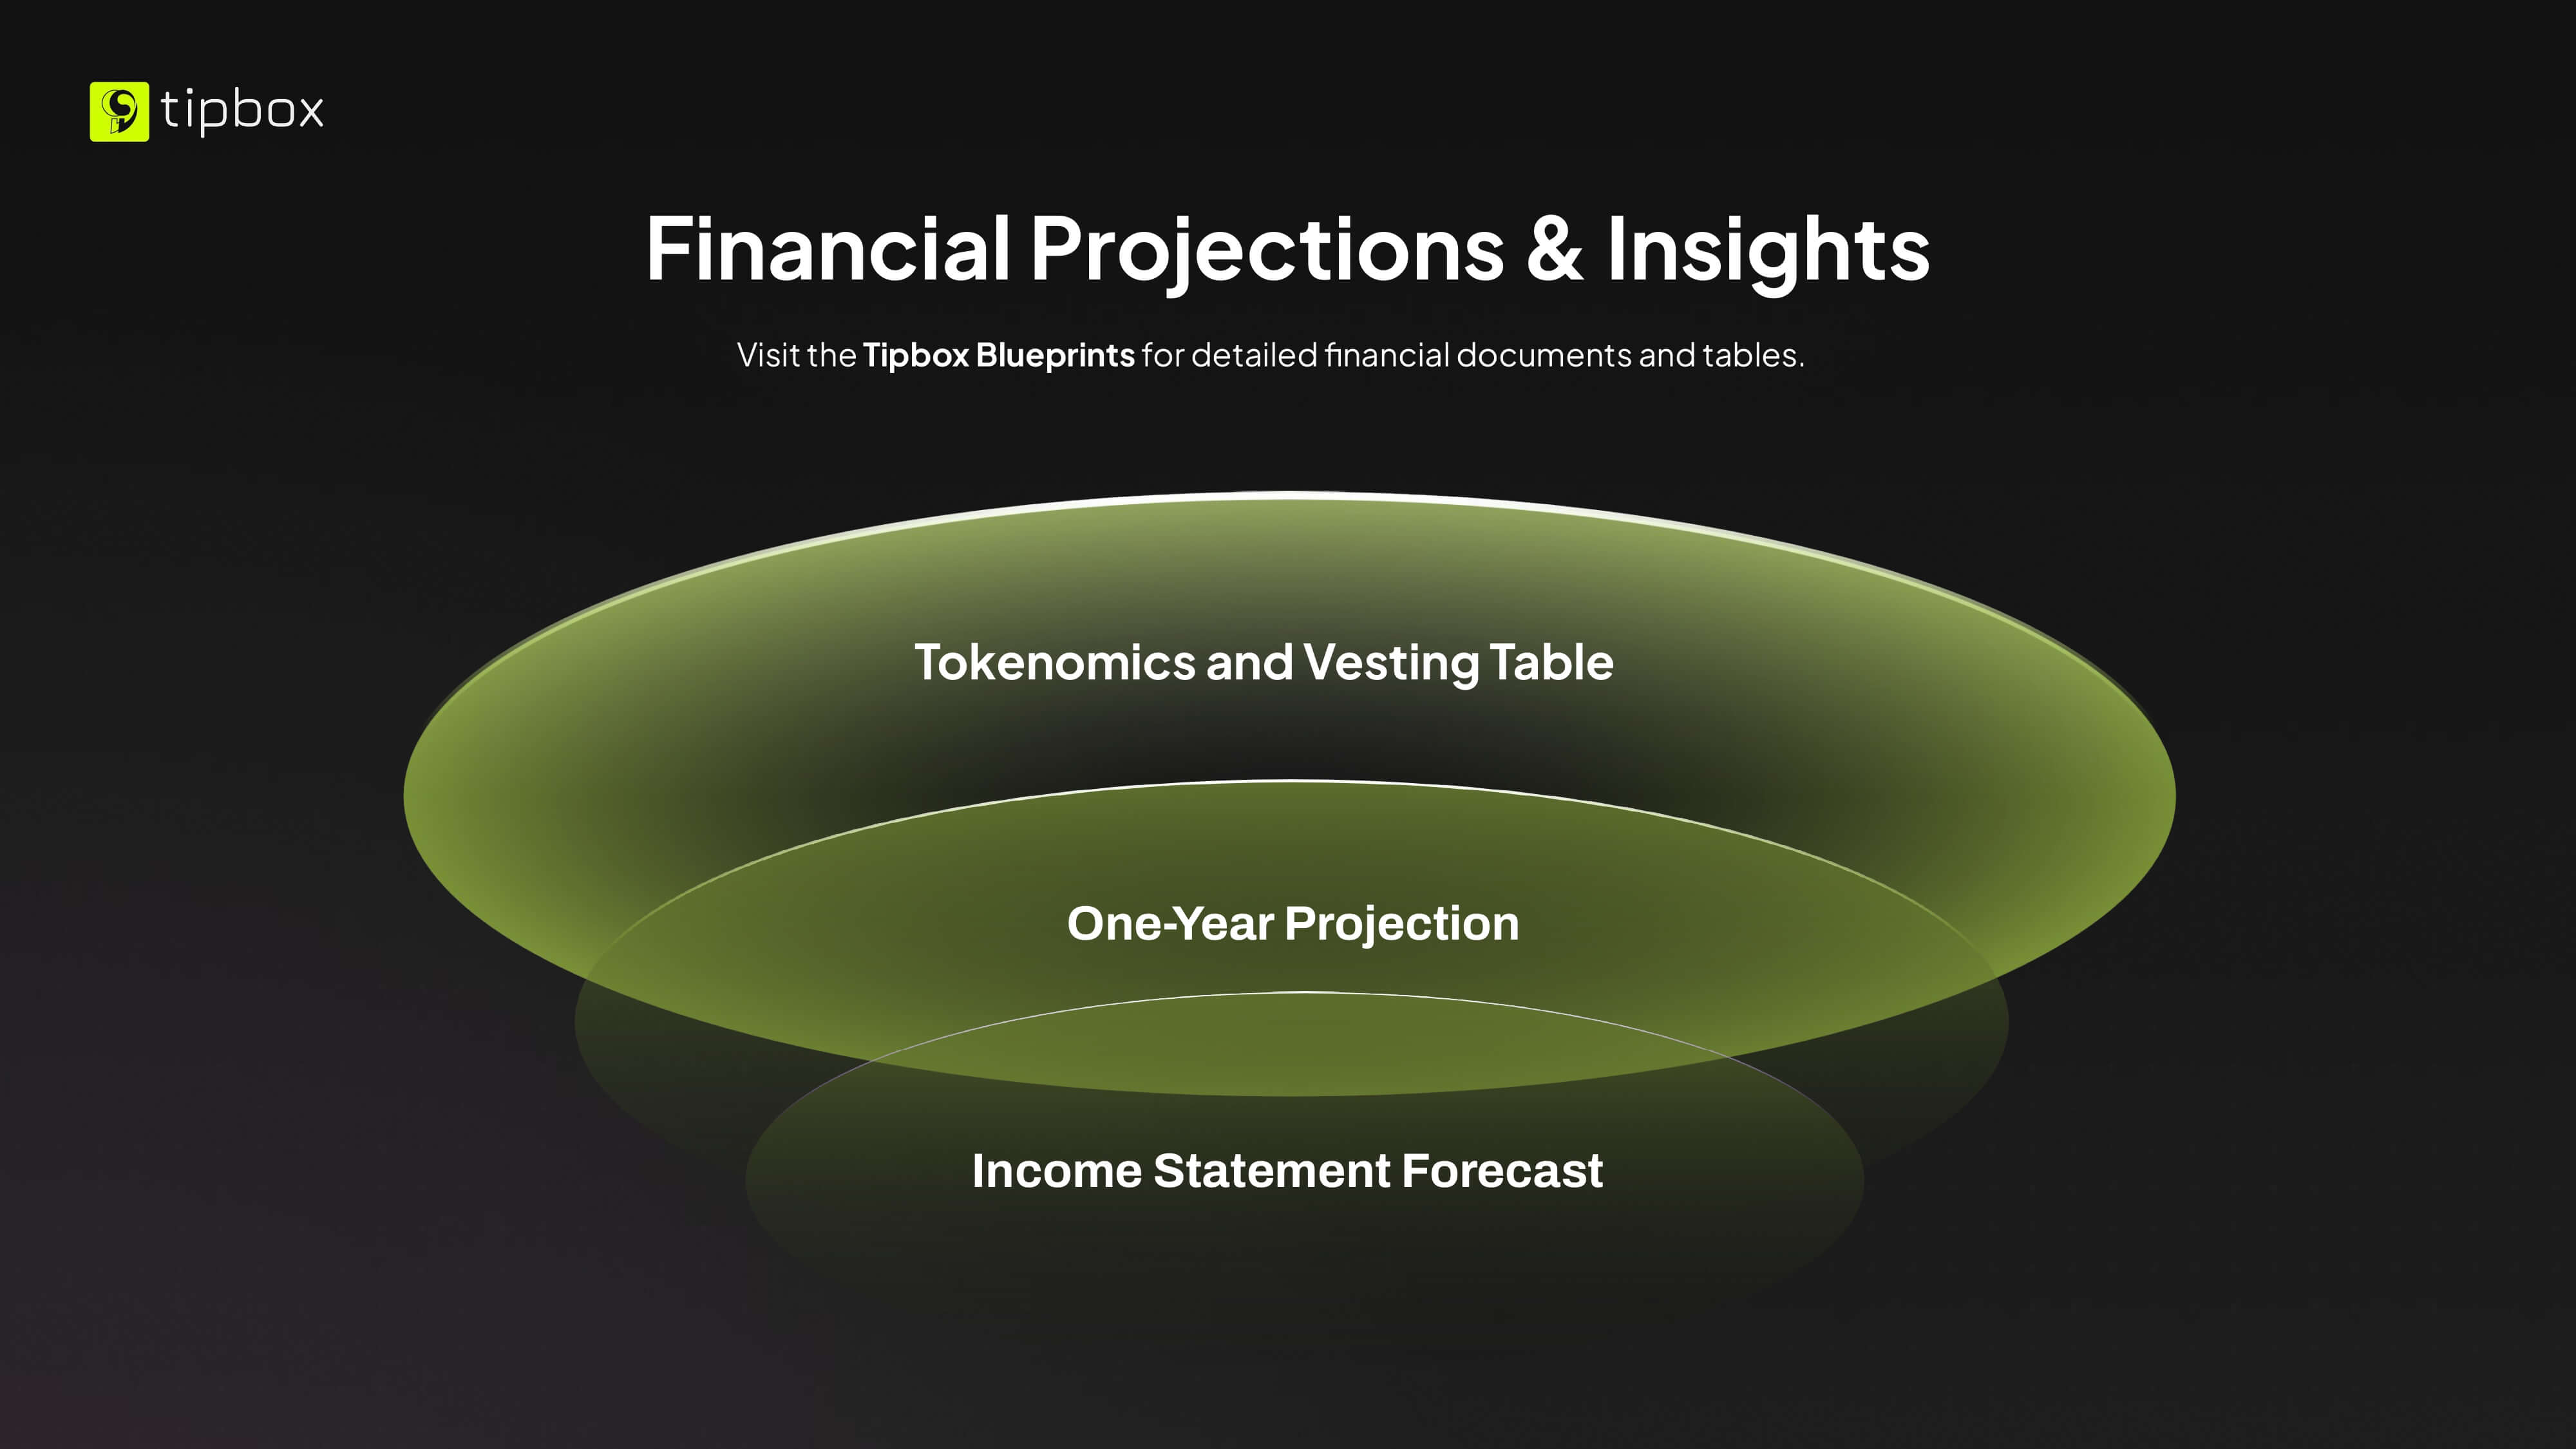 tipbox
Financial Projections & Insights
Visit the Tipbox Blueprints for detailed financial documents and tables.
Tokenomics and Vesting Table
One-Year Projection
Income Statement Forecast